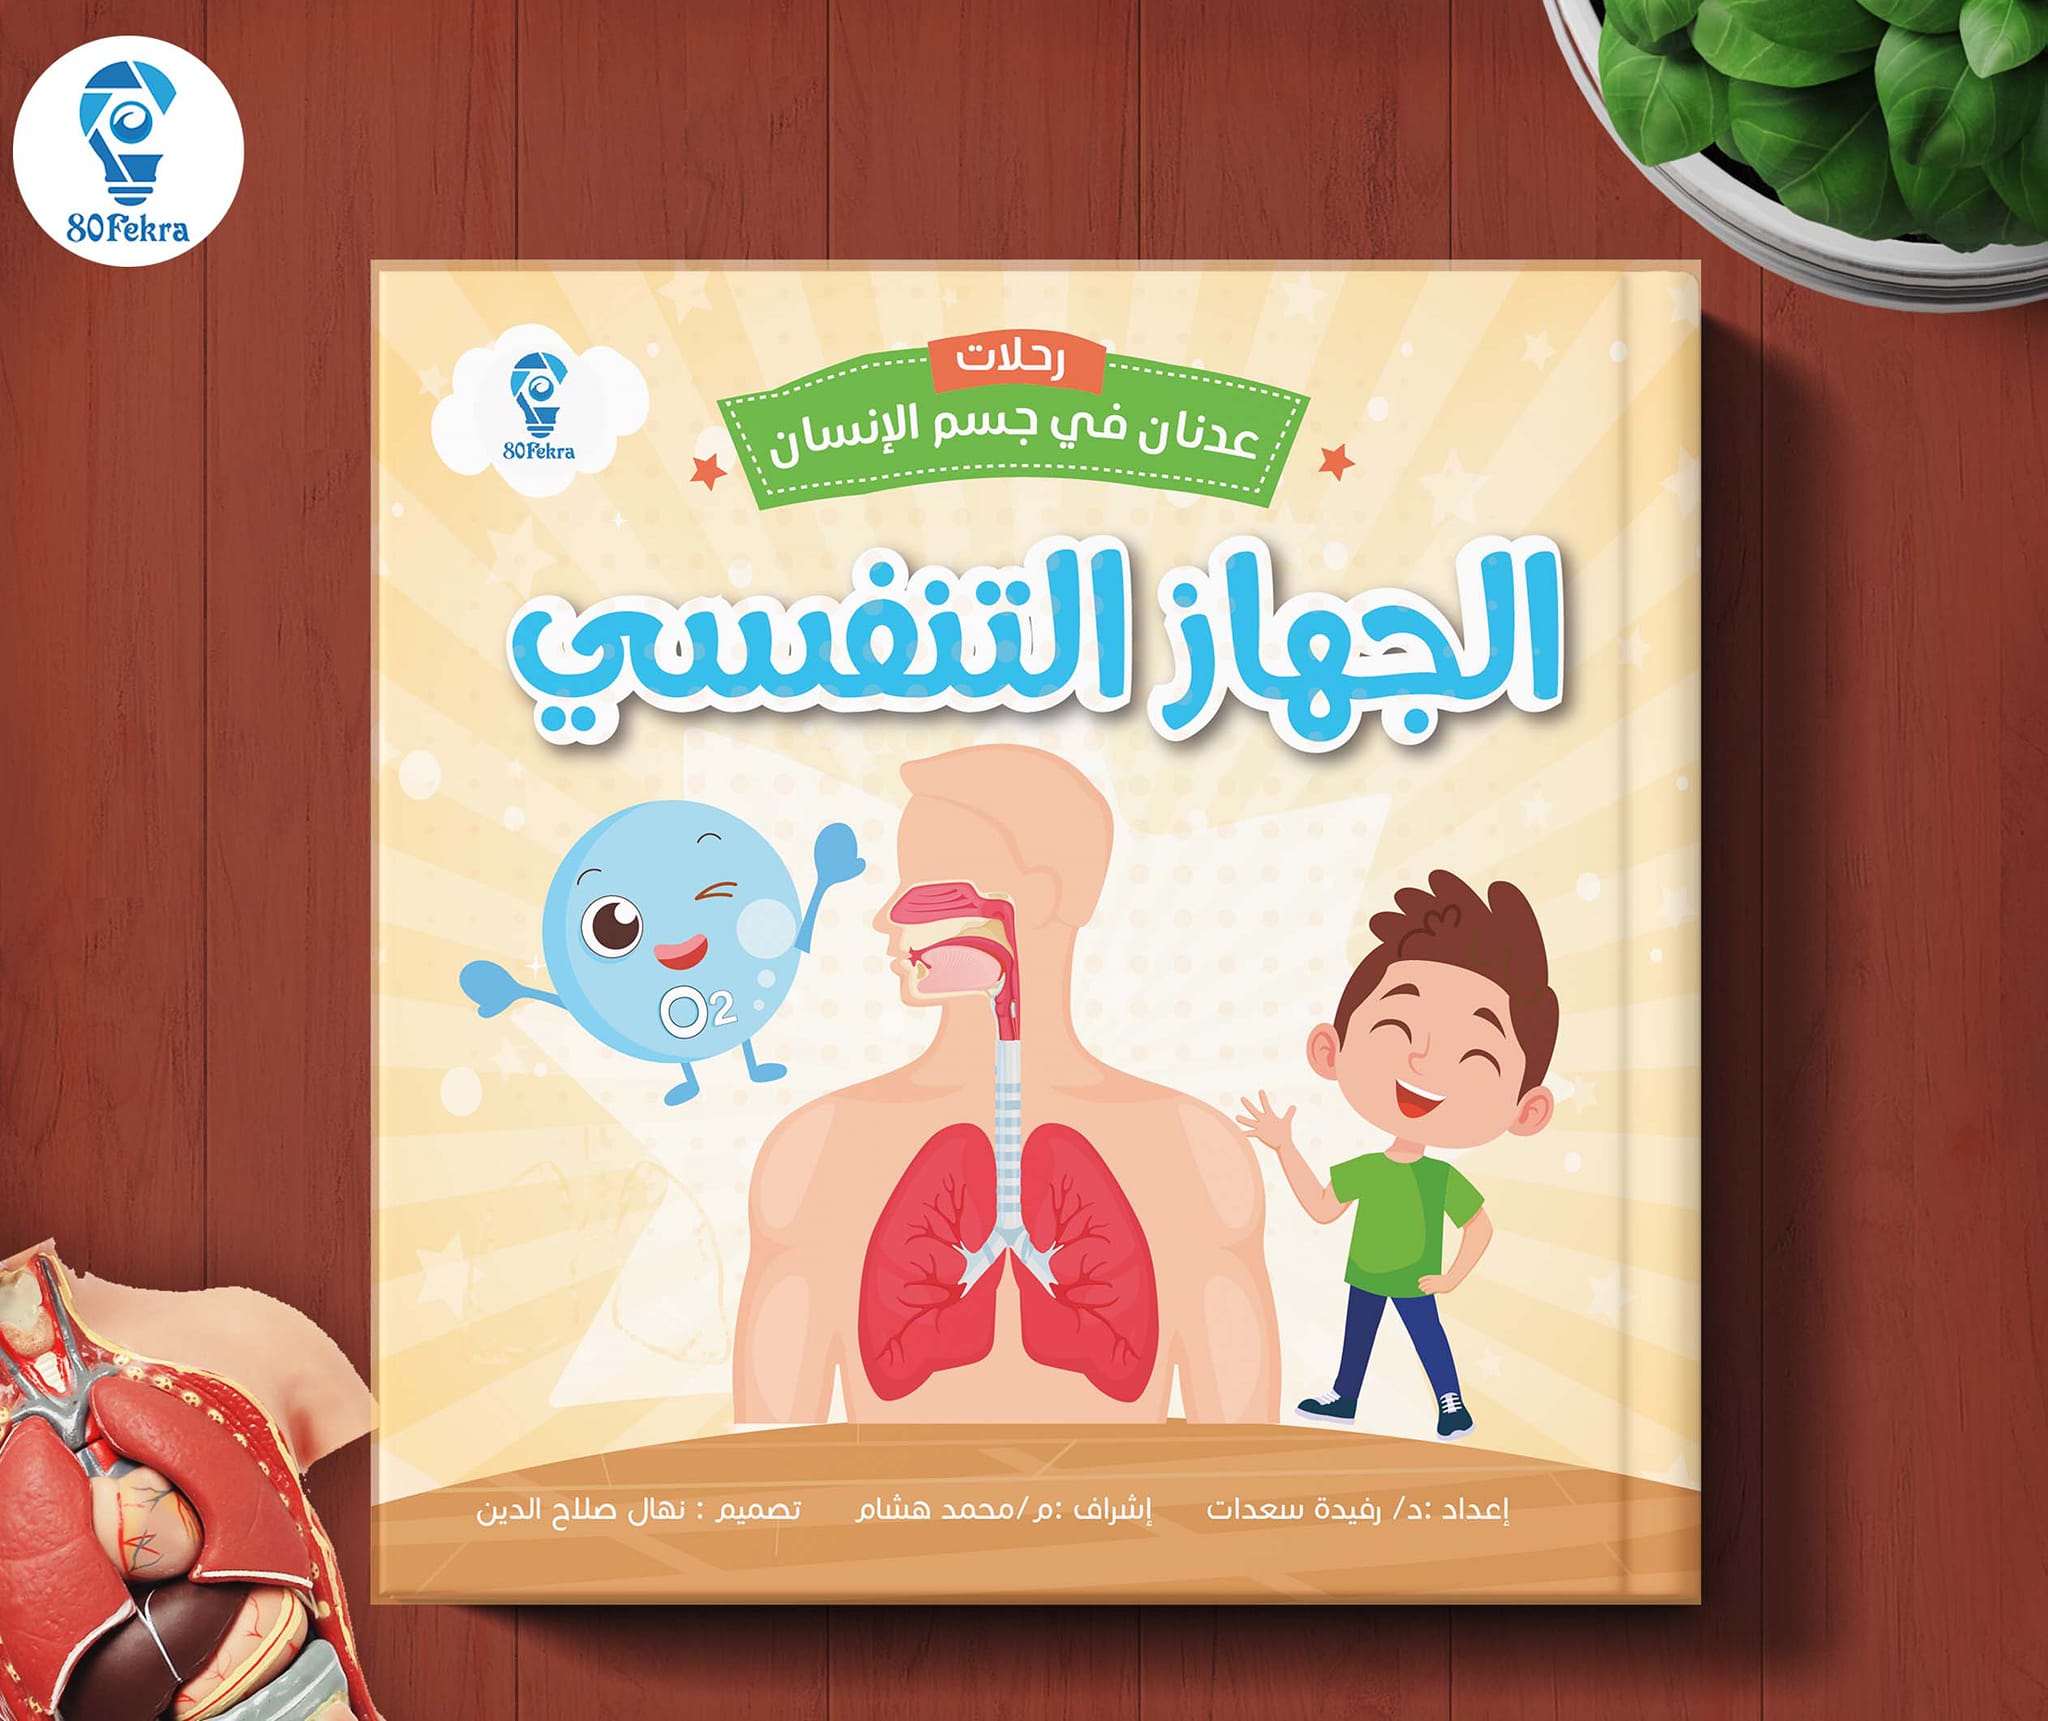 80Fekra
80Fekra
رحلات
عدنان في جسم الإنسان
الجهاز التنفسي
O2
إعداد :د/ رفيدة سعدات إشراف :م/محمد هشام تصميم : نهال صلاح الدين